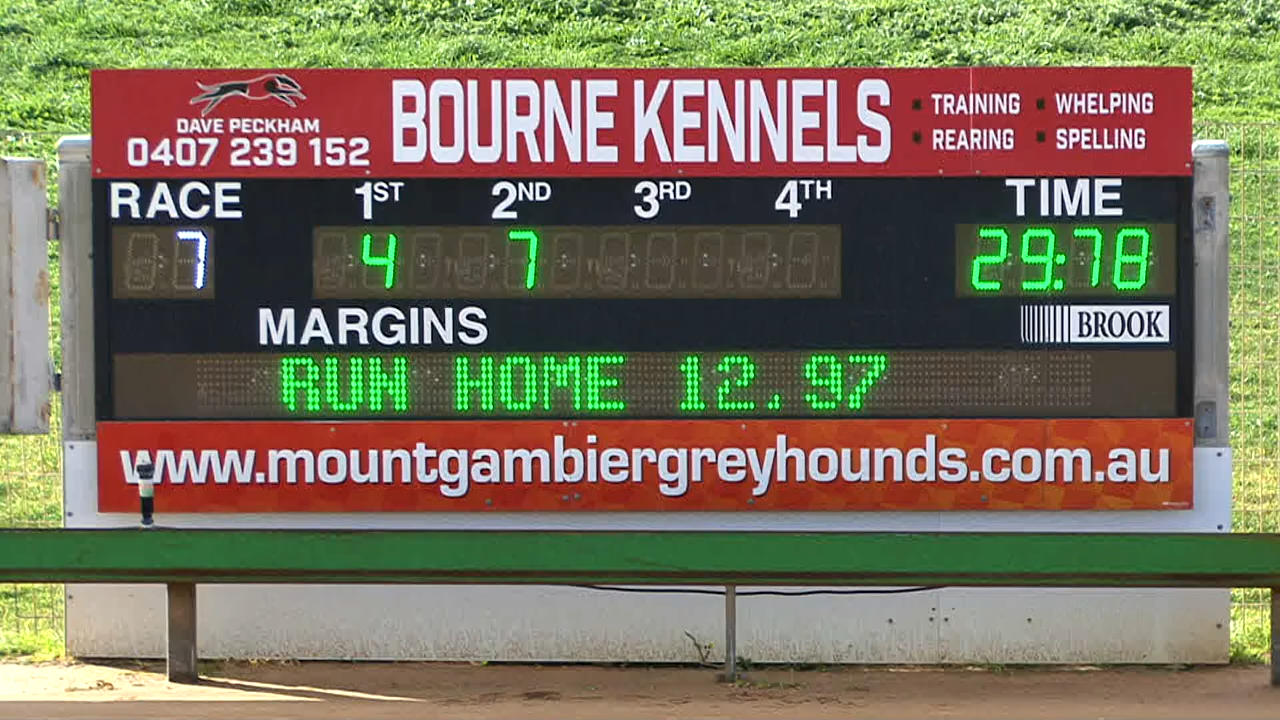 BOURNE KENNELS
DAVE PECKHAM
0407 239 152
▪ TRAINING ▪ WHELPING
▪ REARING ▪ SPELLING
RACE 1ST 2ND 3RD 4TH TIME
7 4 7 29:78
MARGINS BROOK
RUN HOME 12.97
www.mountgambiergreyhounds.com.au